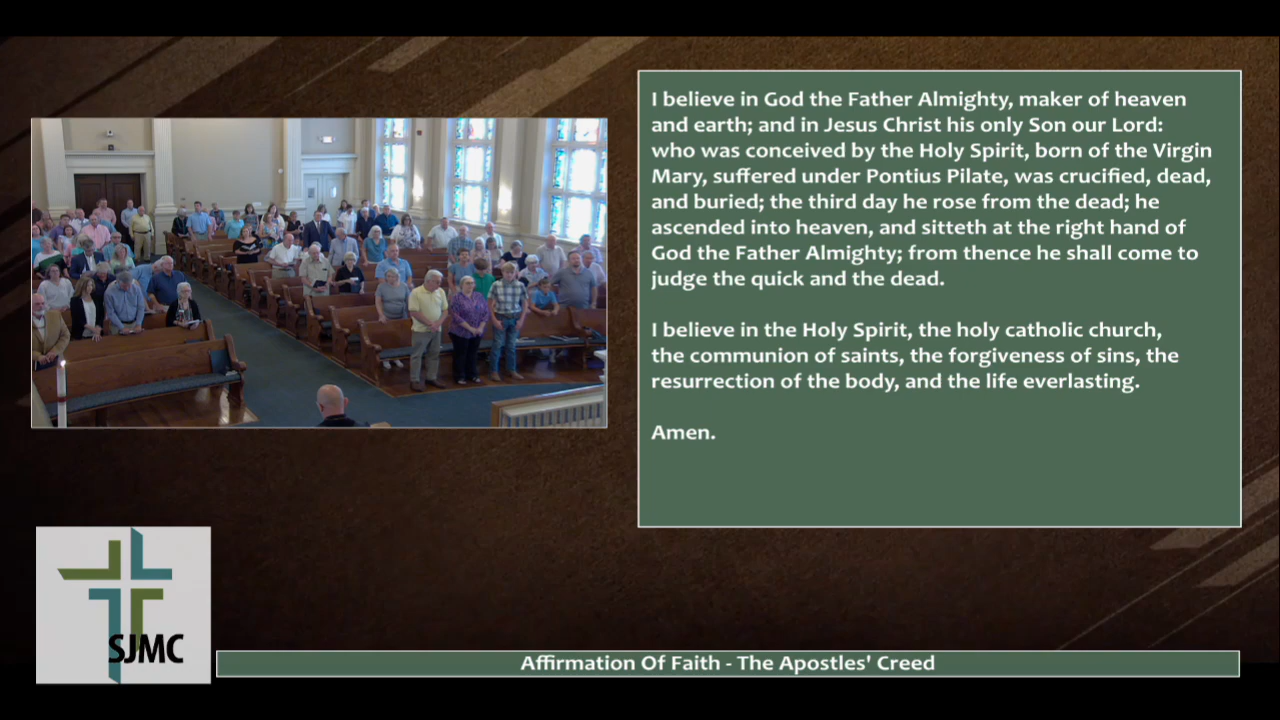 I believe in God the Father Almighty, maker of heaven
and earth; and in Jesus Christ his only Son our Lord:
who was conceived by the Holy Spirit, born of the Virgin
Mary, suffered under Pontius Pilate, was crucified, dead,
and buried; the third day he rose from the dead; he
ascended into heaven, and sitteth at the right hand of
God the Father Almighty; from thence he shall come to
judge the quick and the dead.
I believe in the Holy Spirit, the holy catholic church,
the communion of saints, the forgiveness of sins, the
resurrection of the body, and the life everlasting.
Amen.
SJMC
Affirmation Of Faith - The Apostles' Creed